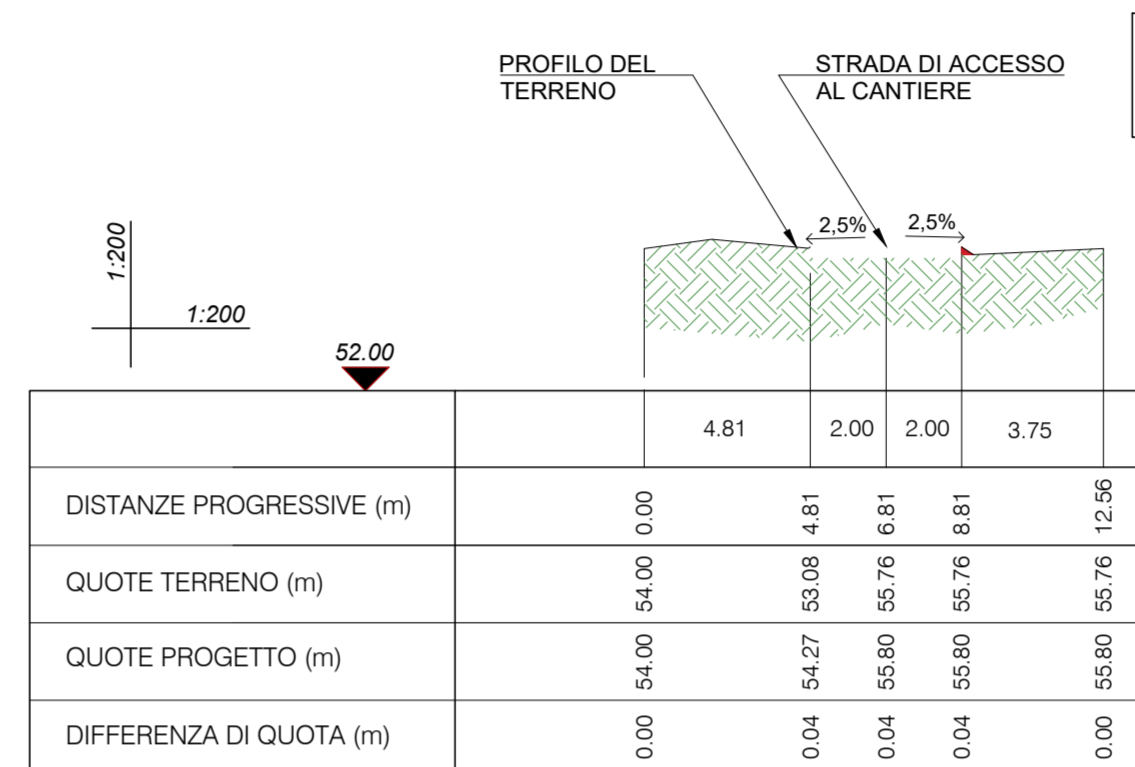 PROFILO DEL
TERRENO
STRADA DI ACCESSO
AL CANTIERE
2,5%
2,5%
1:200
1:200
52.00
4.81 2.00 2.00 3.75
DISTANZE PROGRESSIVE (m) 0.00 4.81 6.81 8.81 12.56
QUOTE TERRENO (m) 54.00 53.08 55.76 55.76 55.76
QUOTE PROGETTO (m) 54.00 54.27 55.80 55.80 55.80
DIFFERENZA DI QUOTA (m) 0.00 0.04 0.04 0.04 0.00